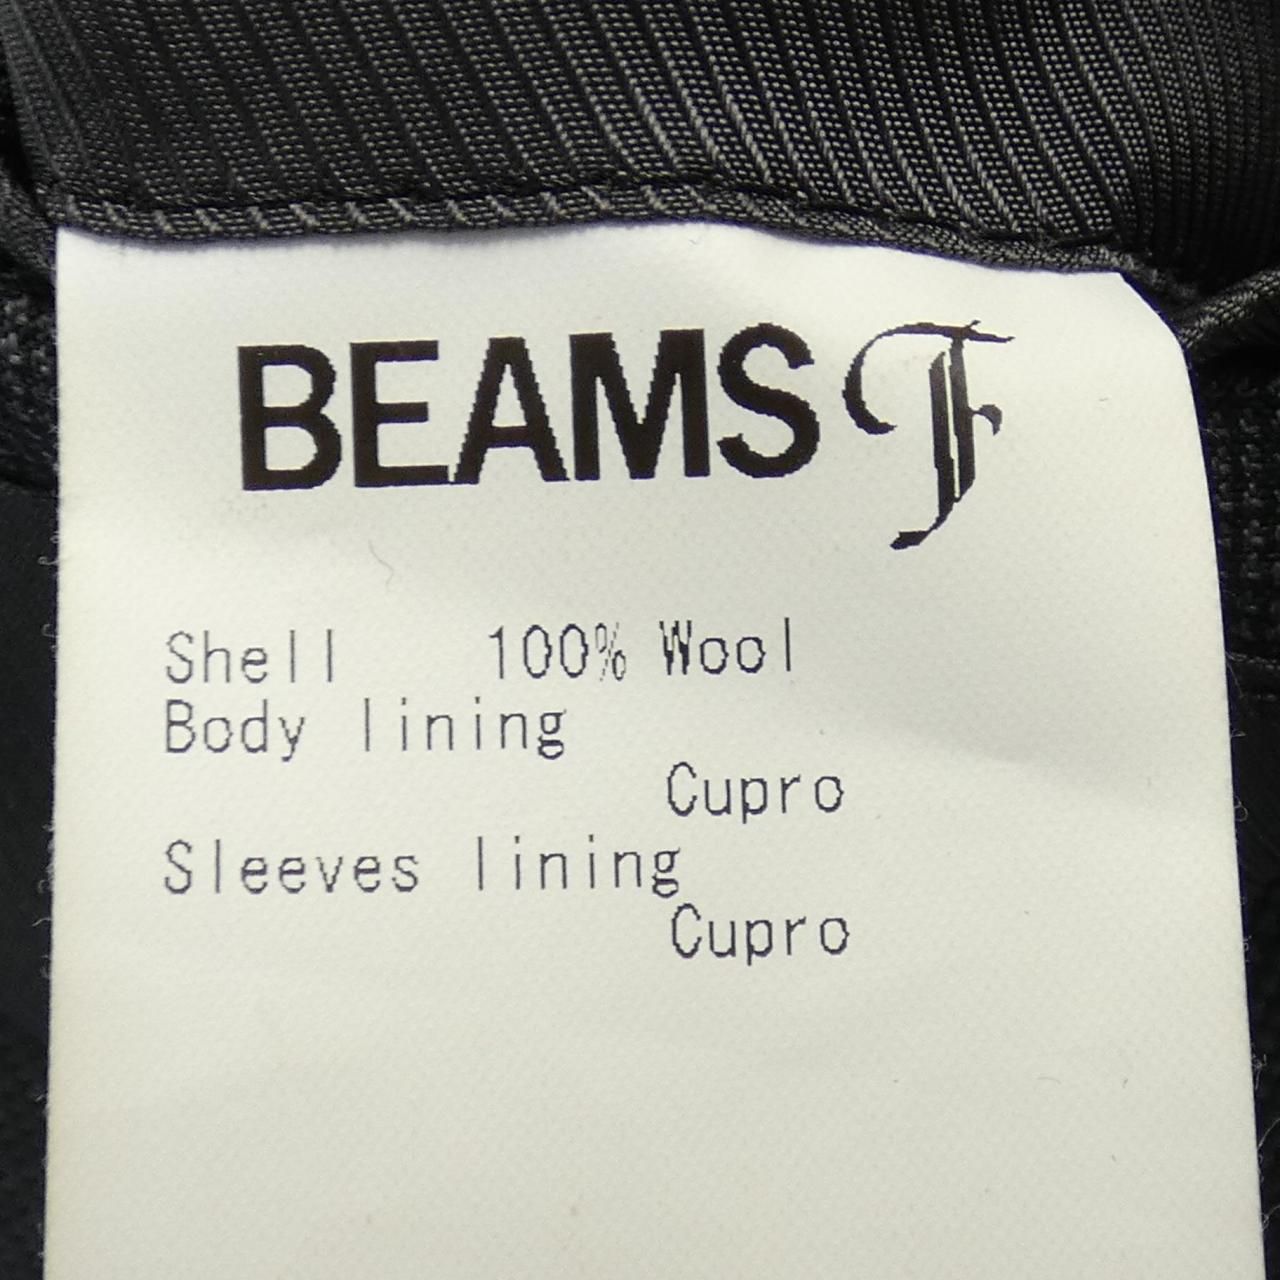 BEAMS F
Shell 100% Wool
Body lining
Cupro
Sleeves lining
Cupro